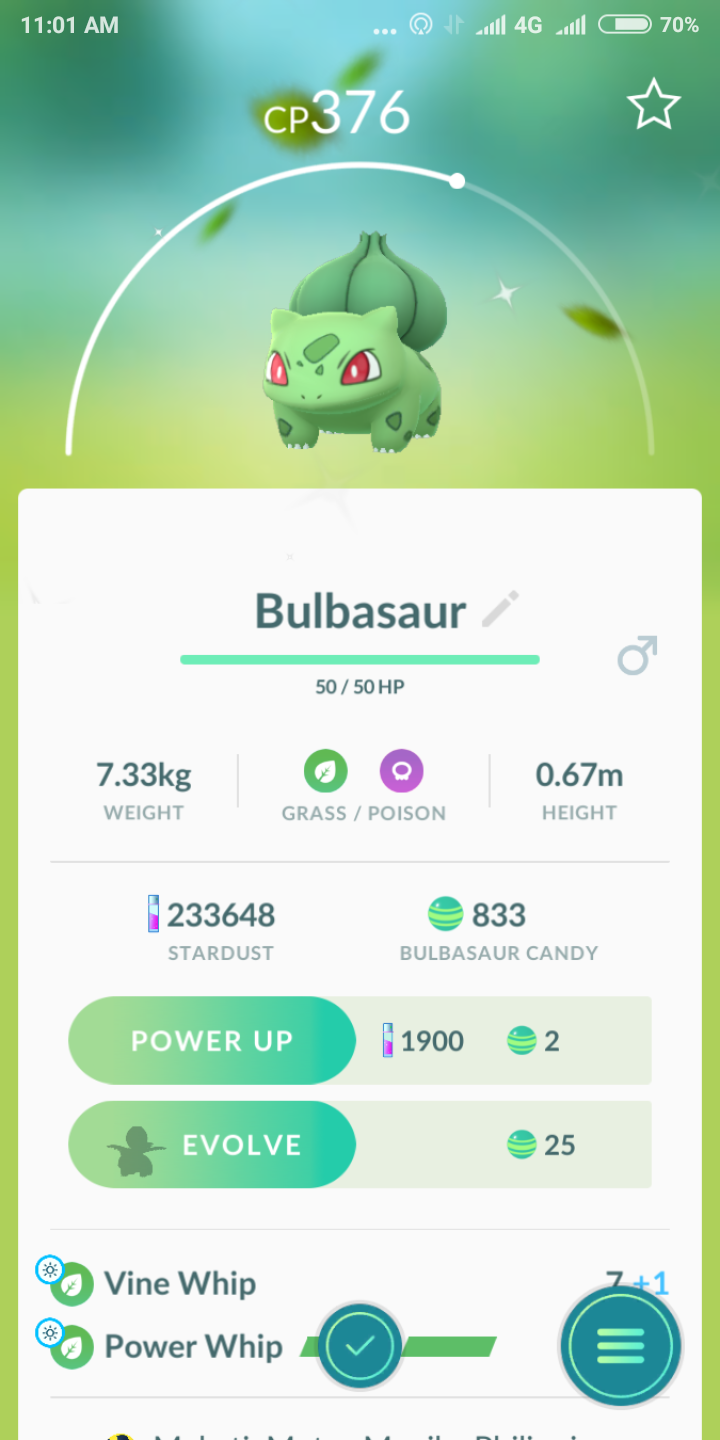 11:01 AM ... 4G 70%
CP376
Bulbasaur
50 / 50 HP
7.33kg 0.67m
WEIGHT GRASS / POISON HEIGHT
233648 833
STARDUST BULBASAUR CANDY
POWER UP 1900 2
EVOLVE 25
Vine Whip 7 +1
Power Whip